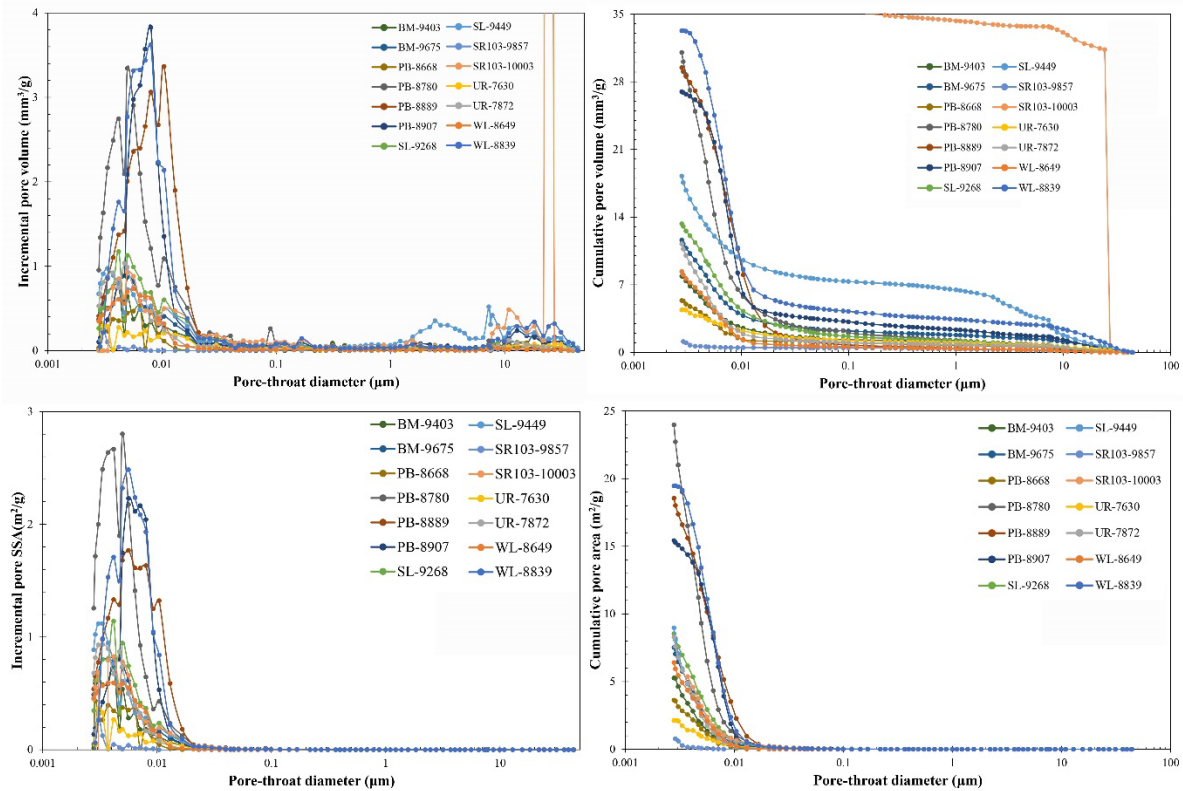 4
3
2
1
0
0.001
0.01
0.1
1
10
Incremental pore volume (mm³/g)
Pore-throat diameter (µm)
BM-9403
BM-9675
PB-8668
PB-8780
PB-8889
PB-8907
SL-9268
SL-9449
SR103-9857
SR103-10003
UR-7630
UR-7872
WL-8649
WL-8839
35
28
21
14
7
0
0.001
0.01
0.1
1
10
100
Cumulative pore volume (mm³/g)
Pore-throat diameter (µm)
BM-9403
BM-9675
PB-8668
PB-8780
PB-8889
PB-8907
SL-9268
SL-9449
SR103-9857
SR103-10003
UR-7630
UR-7872
WL-8649
WL-8839
3
2
1
0
0.001
0.01
0.1
1
10
Incremental pore SSA(m²/g)
Pore-throat diameter (µm)
BM-9403
BM-9675
PB-8668
PB-8780
PB-8889
PB-8907
SL-9268
SL-9449
SR103-9857
SR103-10003
UR-7630
UR-7872
WL-8649
WL-8839
25
20
15
10
5
0
0.001
0.01
0.1
1
10
100
Cumulative pore area (m²/g)
Pore-throat diameter (µm)
BM-9403
BM-9675
PB-8668
PB-8780
PB-8889
PB-8907
SL-9268
SL-9449
SR103-9857
SR103-10003
UR-7630
UR-7872
WL-8649
WL-8839